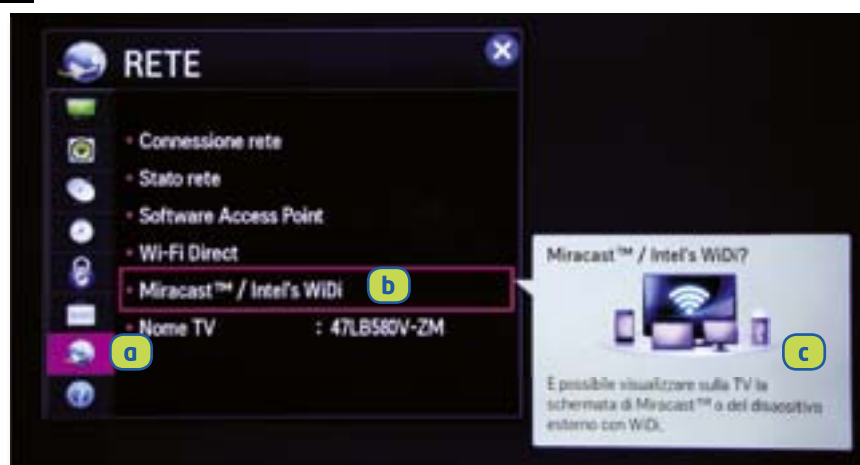 RETE
Connessione rete
Stato rete
Software Access Point
Wi-Fi Direct
Miracast™ / Intel's WiDi b
a Nome TV : 47LB580V-ZM
Miracast™ / Intel's WiDi?
c
E possibile visualizzare sulla TV la
schermata di Miracast™ o del dispositivo
esterno con WiDi.